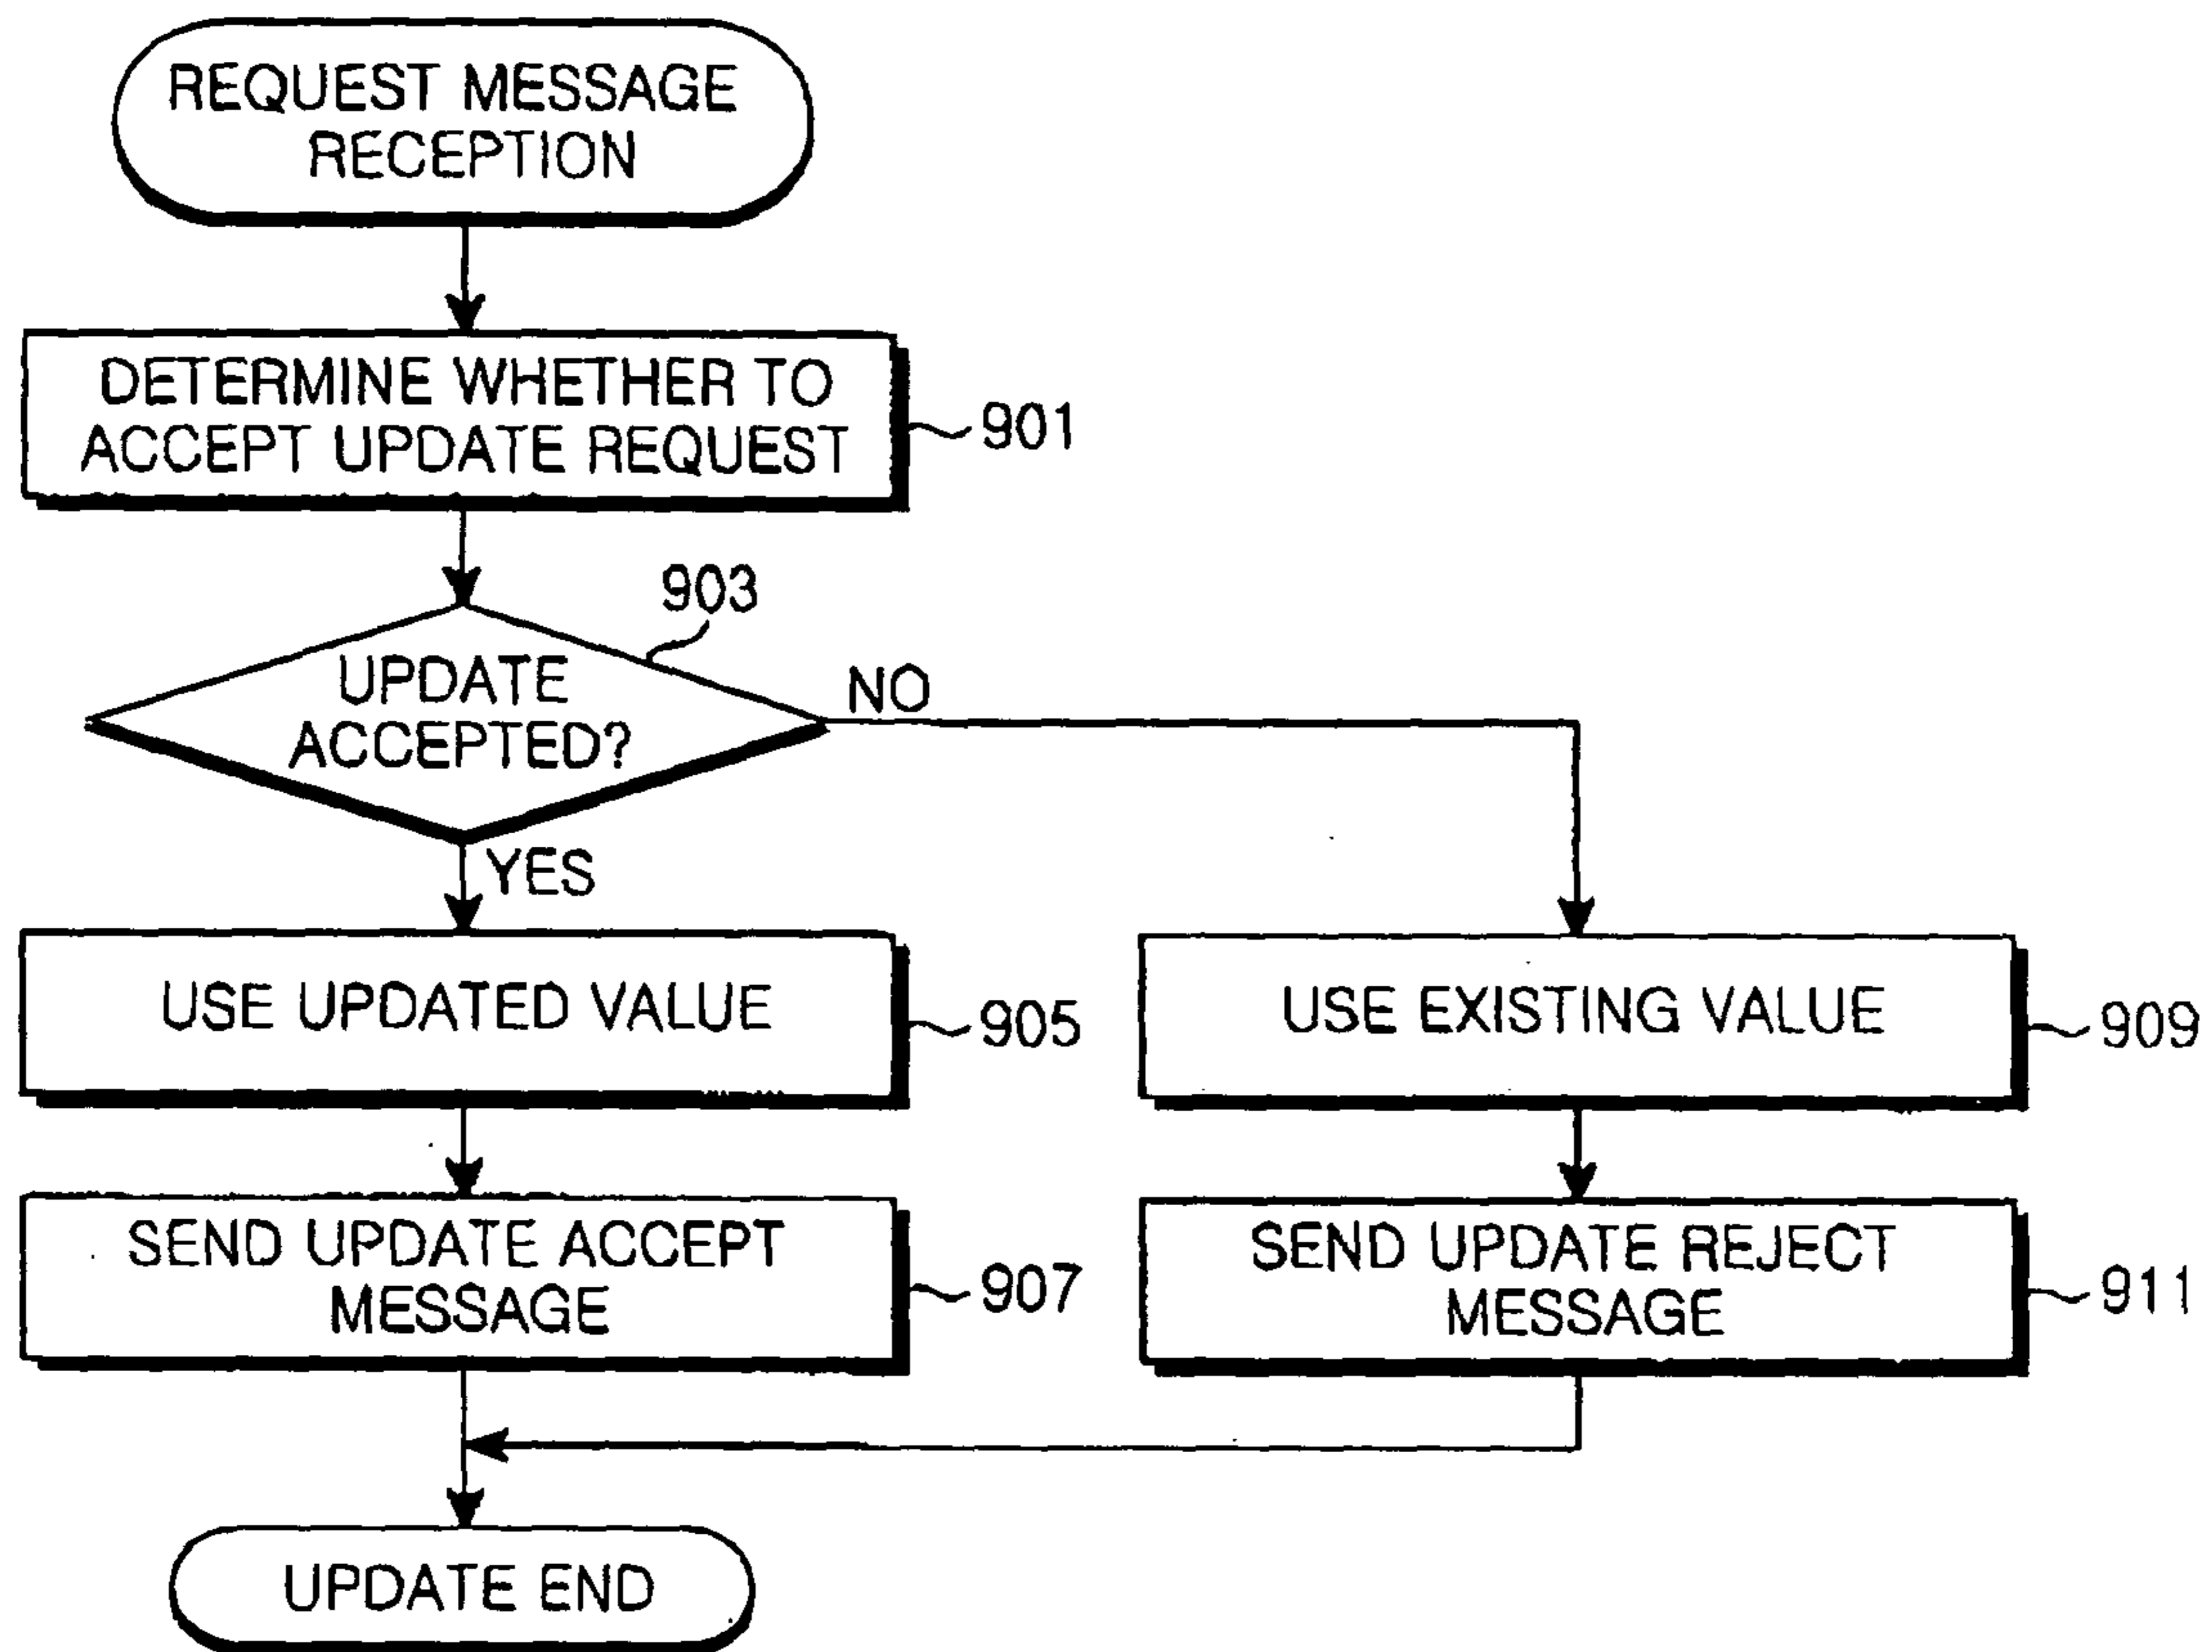 REQUEST MESSAGE
RECEPTION
DETERMINE WHETHER TO
ACCEPT UPDATE REQUEST
901
903
UPDATE
ACCEPTED?
NO
YES
USE UPDATED VALUE
905
USE EXISTING VALUE
909
SEND UPDATE ACCEPT
MESSAGE
907
SEND UPDATE REJECT
MESSAGE
911
UPDATE END